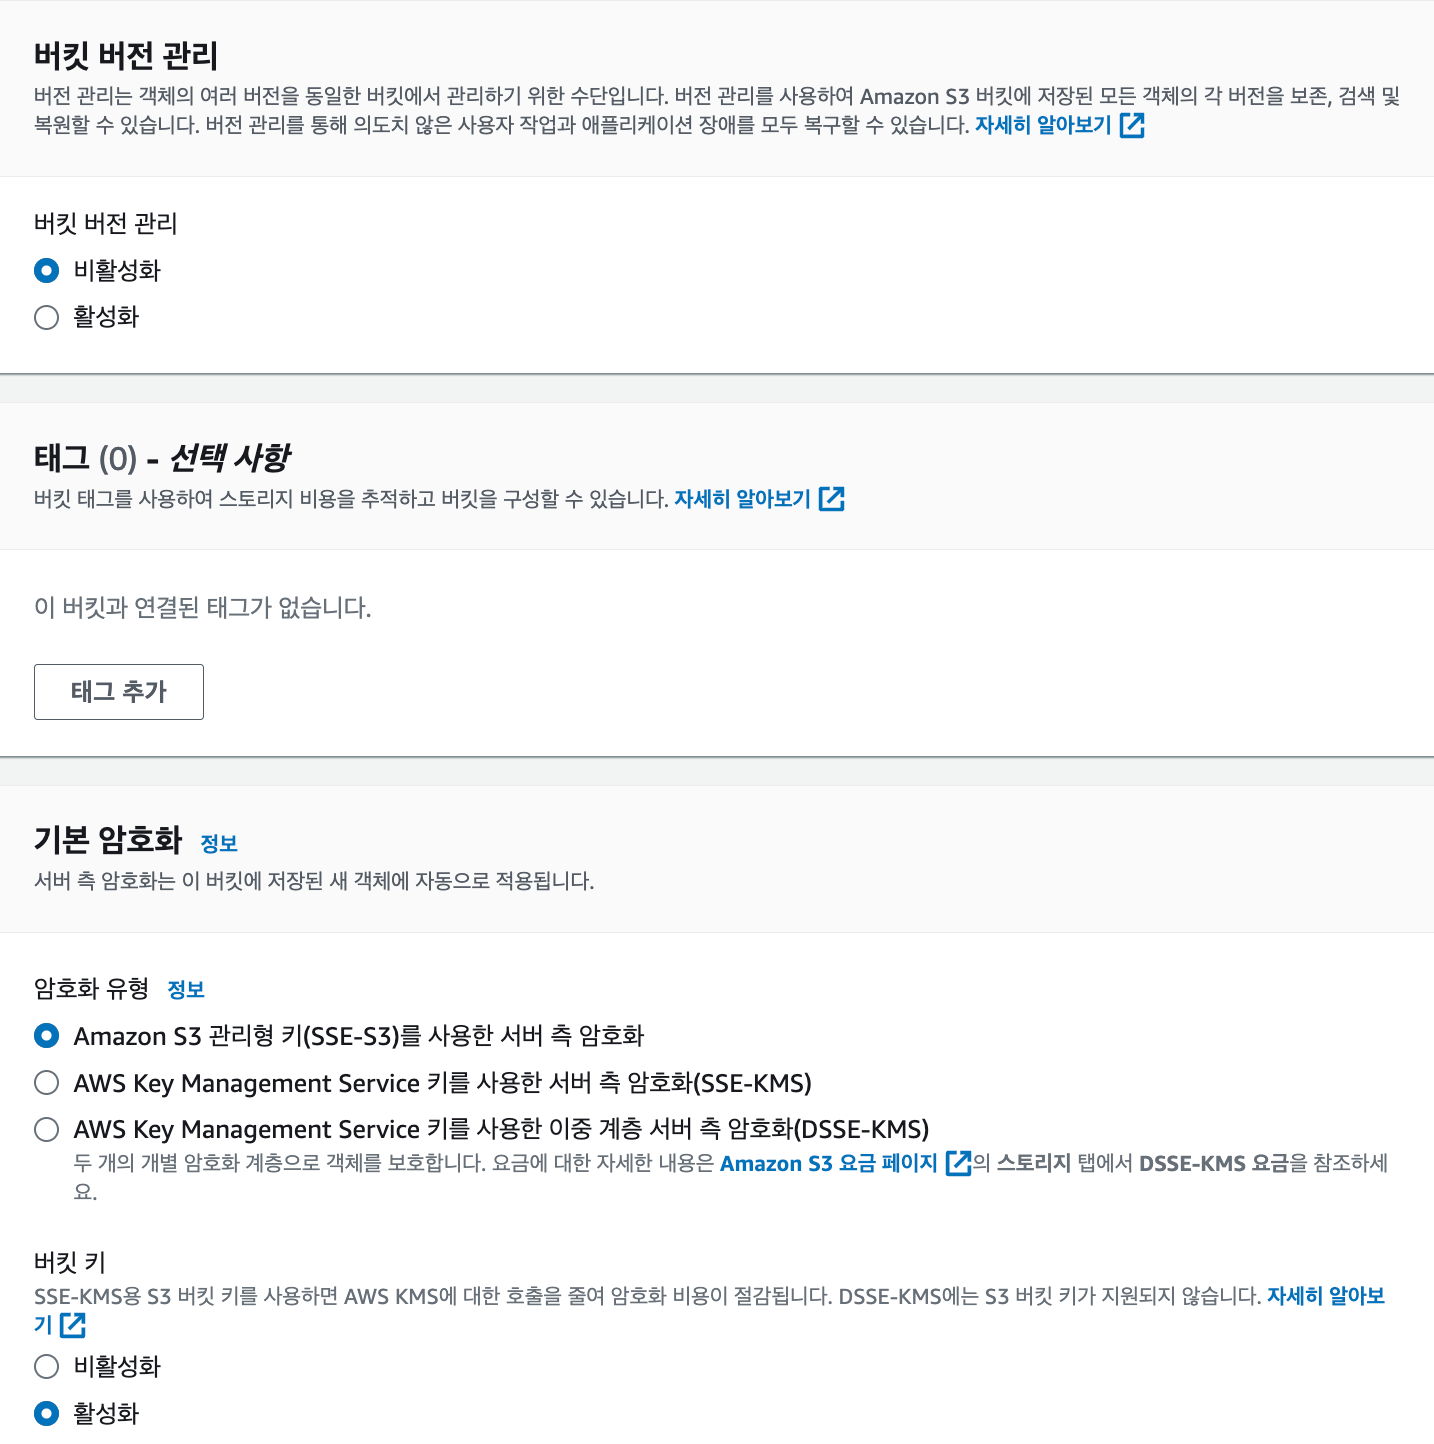 버킷 버전 관리
버전 관리는 객체의 여러 버전을 동일한 버킷에서 관리하기 위한 수단입니다. 버전 관리를 사용하여 Amazon S3 버킷에 저장된 모든 객체의 각 버전을 보존, 검색 및
복원할 수 있습니다. 버전 관리를 통해 의도치 않은 사용자 작업과 애플리케이션 장애를 모두 복구할 수 있습니다. 자세히 알아보기
버킷 버전 관리
비활성화
활성화
태그 (0) - 선택 사항
버킷 태그를 사용하여 스토리지 비용을 추적하고 버킷을 구성할 수 있습니다. 자세히 알아보기
이 버킷과 연결된 태그가 없습니다.
태그 추가
기본 암호화 정보
서버 측 암호화는 이 버킷에 저장된 새 객체에 자동으로 적용됩니다.
암호화 유형 정보
Amazon S3 관리형 키(SSE-S3)를 사용한 서버 측 암호화
AWS Key Management Service 키를 사용한 서버 측 암호화(SSE-KMS)
AWS Key Management Service 키를 사용한 이중 계층 서버 측 암호화(DSSE-KMS)
두 개의 개별 암호화 계층으로 객체를 보호합니다. 요금에 대한 자세한 내용은 Amazon S3 요금 페이지의 스토리지 탭에서 DSSE-KMS 요금을 참조하세
요.
버킷 키
SSE-KMS용 S3 버킷 키를 사용하면 AWS KMS에 대한 호출을 줄여 암호화 비용이 절감됩니다. DSSE-KMS에는 S3 버킷 키가 지원되지 않습니다. 자세히 알아보
기
비활성화
활성화